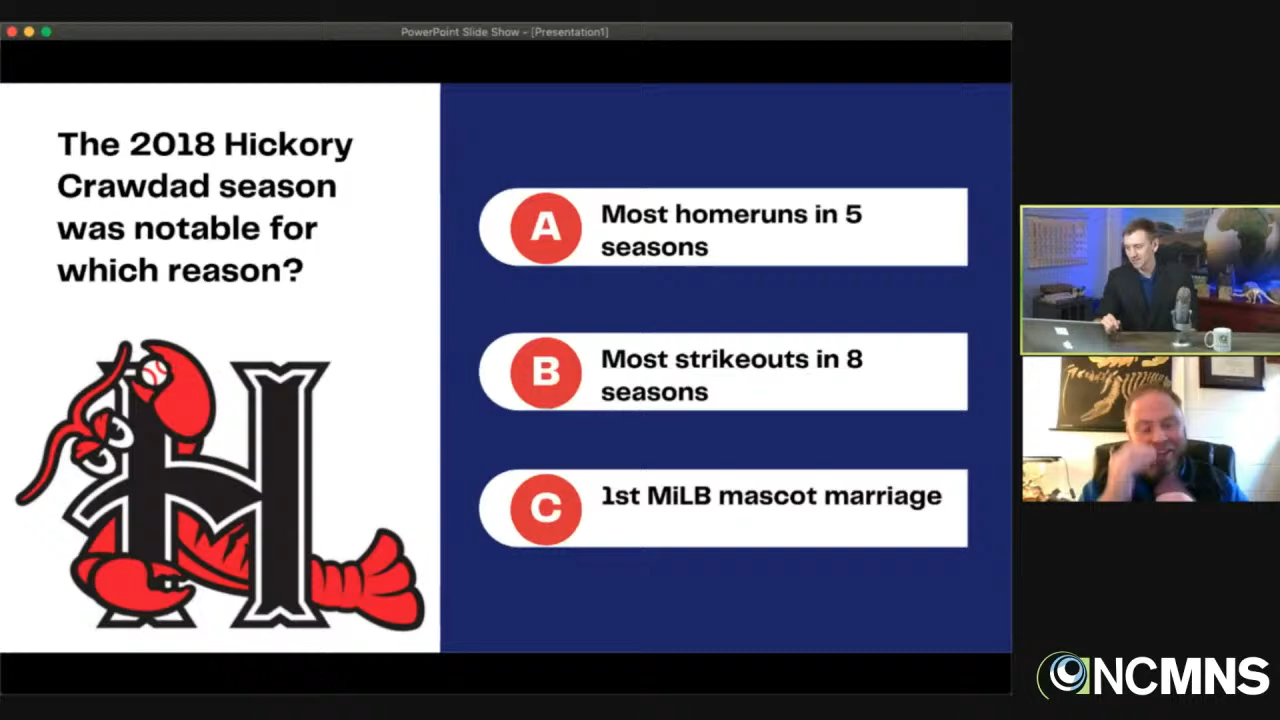 PowerPoint Slide Show - [Presentation1]
The 2018 Hickory
Crawdad season
was notable for
which reason?
A
Most homeruns in 5
seasons
B
Most strikeouts in 8
seasons
C
1st MiLB mascot marriage
H
NCMNS